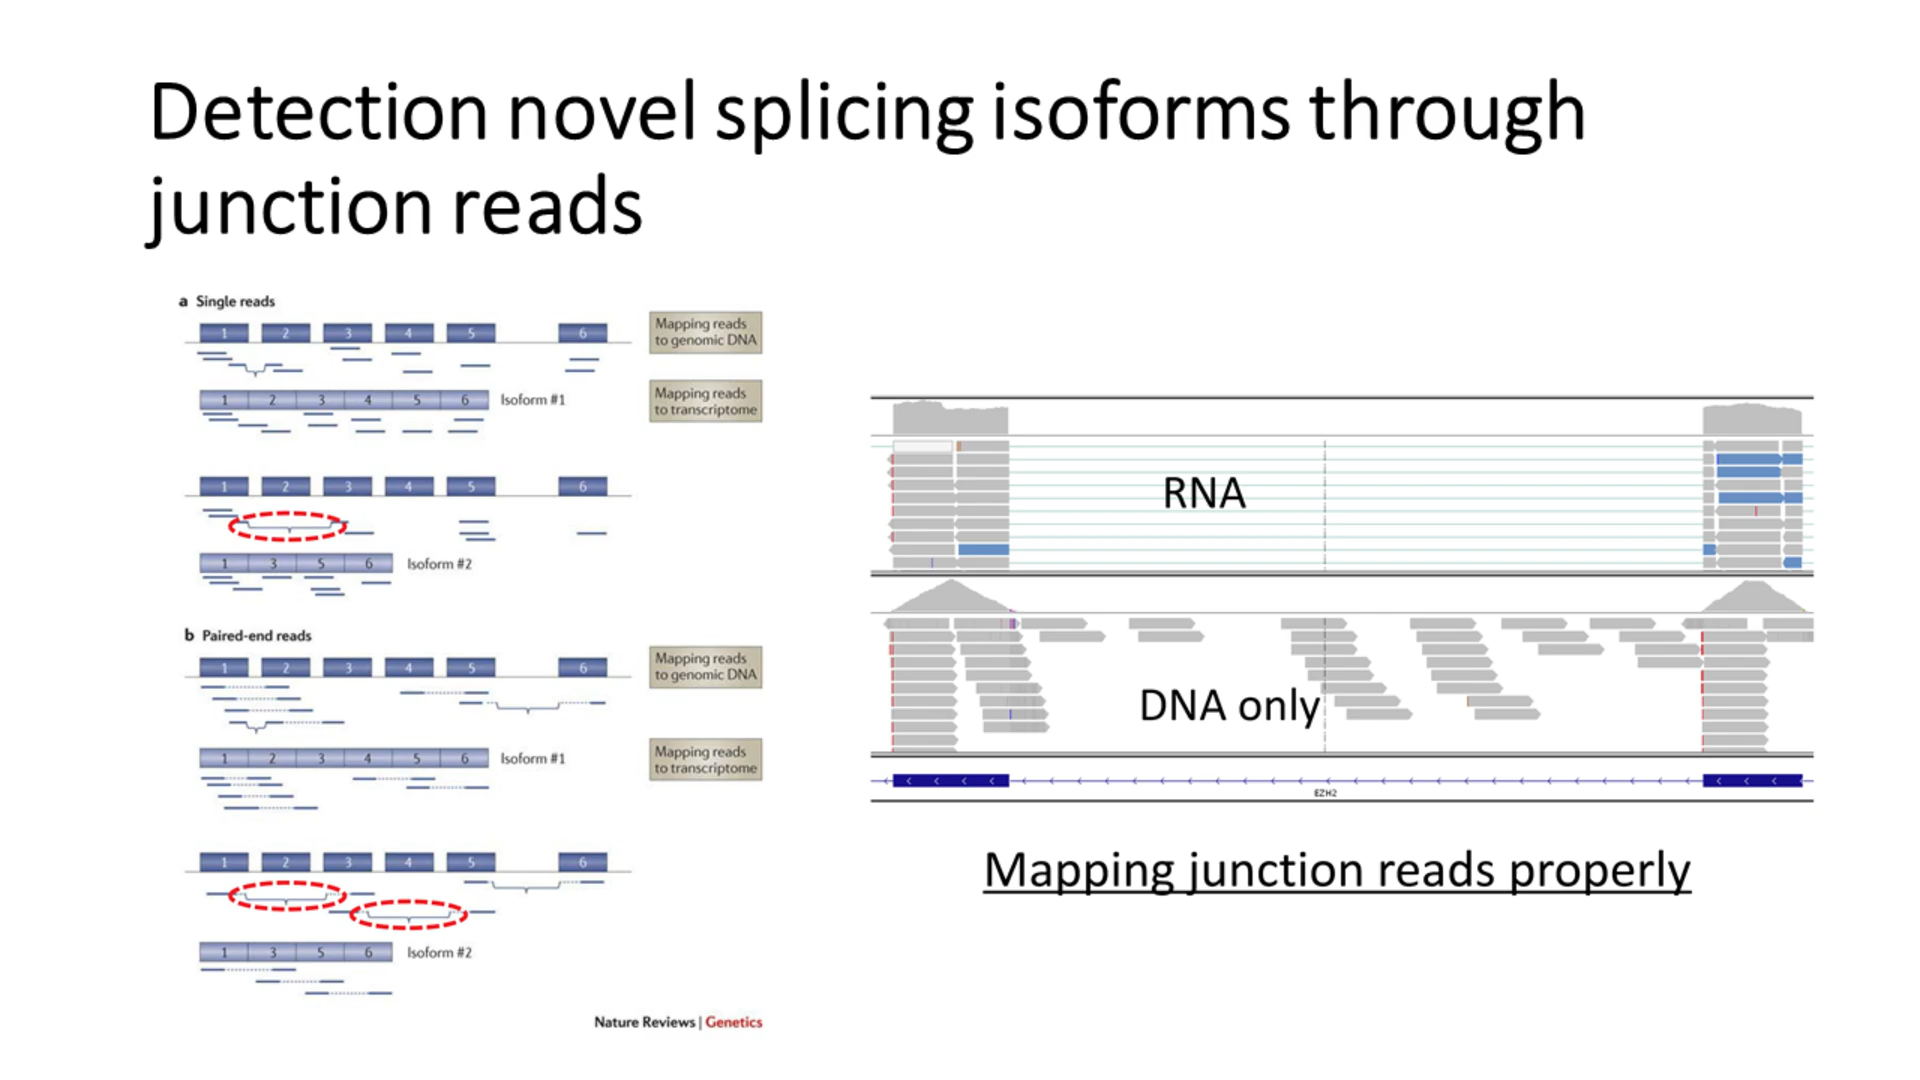 Detection novel splicing isoforms through
junction reads
a Single reads
1 2 3 4 5 6
Mapping reads
to genomic DNA
1 2 3 4 5 6 Isoform #1
Mapping reads
to transcriptome
1 2 3 4 5 6
1 3 5 6 Isoform #2
b Paired-end reads
1 2 3 4 5 6
Mapping reads
to genomic DNA
1 2 3 4 5 6 Isoform #1
Mapping reads
to transcriptome
1 2 3 4 5 6
1 3 5 6 Isoform #2
Nature Reviews | Genetics
RNA
DNA only
EZH2
Mapping junction reads properly